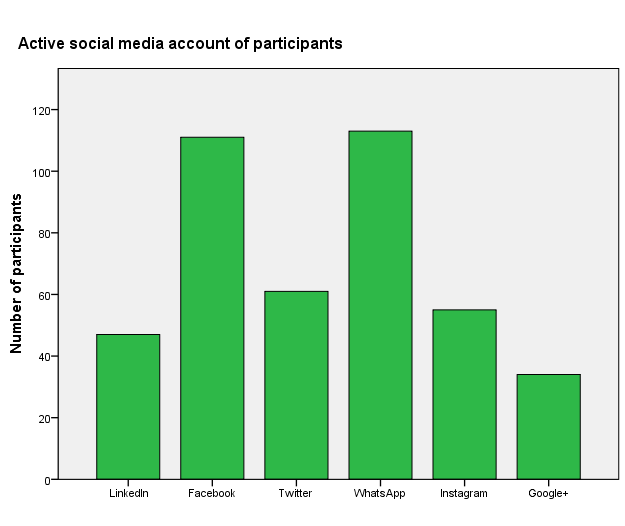 Active social media account of participants
Number of participants
120
100
80
60
40
20
0
LinkedIn
Facebook
Twitter
WhatsApp
Instagram
Google+